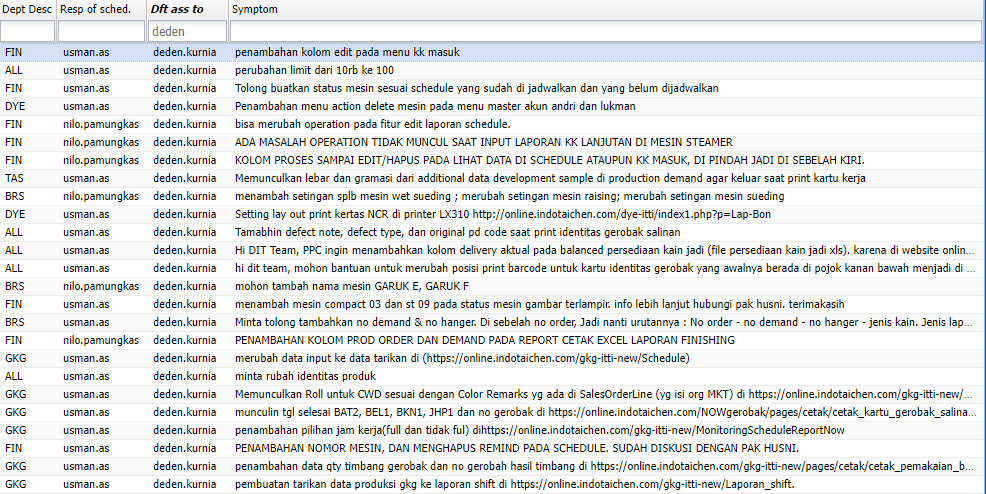 Dept Desc Resp of sched. Dft ass to Symptom
deden
FIN usman.as deden.kurnia penambahan kolom edit pada menu kk masuk
ALL usman.as deden.kurnia perubahan limit dari 10rb ke 100
FIN usman.as deden.kurnia Tolong buatkan status mesin sesuai schedule yang sudah di jadwalkan dan yang belum dijadwalkan
DYE usman.as deden.kurnia Penambahan menu action delete mesin pada menu master akun andri dan lukman
FIN nilo.pamungkas deden.kurnia bisa merubah operation pada fitur edit laporan schedule.
FIN nilo.pamungkas deden.kurnia ADA MASALAH OPERATION TIDAK MUNCUL SAAT INPUT LAPORAN KK LANJUTAN DI MESIN STEAMER
FIN nilo.pamungkas deden.kurnia KOLOM PROSES SAMPAI EDIT/HAPUS PADA LIHAT DATA DI SCHEDULE ATAUPUN KK MASUK, DI PINDAH JADI DI SEBELAH KIRI.
TAS usman.as deden.kurnia Memunculkan lebar dan gramasi dari additional data development sample di production demand agar keluar saat print kartu kerja
BRS nilo.pamungkas deden.kurnia menambah setingan splb mesin wet sueding ; merubah setingan mesin raising; merubah setingan mesin sueding
DYE usman.as deden.kurnia Setting lay out print kertas NCR di printer LX310 http://online.indotaichen.com/dye-itti/index1.php?p=Lap-Bon
ALL usman.as deden.kurnia Tamabhin defect note, defect type, dan original pd code saat print identitas gerobak salinan
ALL usman.as deden.kurnia Hi DIT Team, PPC ingin menambahkan kolom delivery aktual pada balanced persediaan kain jadi (file persediaan kain jadi xls). karena di website onlin...
ALL usman.as deden.kurnia hi dit team, mohon bantuan untuk merubah posisi print barcode untuk kartu identitas gerobak yang awalnya berada di pojok kanan bawah menjadi di ...
BRS nilo.pamungkas deden.kurnia mohon tambah nama mesin GARUK E, GARUK F
FIN usman.as deden.kurnia menambah mesin compact 03 dan st 09 pada status mesin gambar terlampir. info lebih lanjut hubungi pak husni. terimakasih
BRS usman.as deden.kurnia Minta tolong tambahkan no demand & no hanger. Di sebelah no order, Jadi nanti urutannya : No order - no demand - no hanger - jenis kain. Jenis lap...
FIN nilo.pamungkas deden.kurnia PENAMBAHAN KOLOM PROD ORDER DAN DEMAND PADA REPORT CETAK EXCEL LAPORAN FINISHING
GKG usman.as deden.kurnia merubah data input ke data tarikan di (https://online.indotaichen.com/gkg-itti-new/Schedule)
ALL usman.as deden.kurnia minta rubah identitas produk
GKG usman.as deden.kurnia Memunculkan Roll untuk CWD sesuai dengan Color Remarks yg ada di SalesOrderLine (yg isi org MKT) di https://online.indotaichen.com/gkg-itti-new/...
GKG usman.as deden.kurnia munculin tgl selesai BAT2, BEL1, BKN1, JHP1 dan no gerobak di https://online.indotaichen.com/NOWgerobak/pages/cetak/cetak_kartu_gerobak_salina...
GKG usman.as deden.kurnia penambahan pilihan jam kerja(full dan tidak ful) dihttps://online.indotaichen.com/gkg-itti-new/MonitoringScheduleReportNow
FIN usman.as deden.kurnia PENAMBAHAN NOMOR MESIN, DAN MENGHAPUS REMIND PADA SCHEDULE. SUDAH DISKUSI DENGAN PAK HUSNI.
GKG usman.as deden.kurnia penambahan data qty timbang gerobak dan no gerobah hasil timbang di https://online.indotaichen.com/gkg-itti-new/pages/cetak/cetak_pemakaian_b...
GKG usman.as deden.kurnia pembuatan tarikan data produksi gkg ke laporan shift di https://online.indotaichen.com/gkg-itti-new/Laporan_shift.